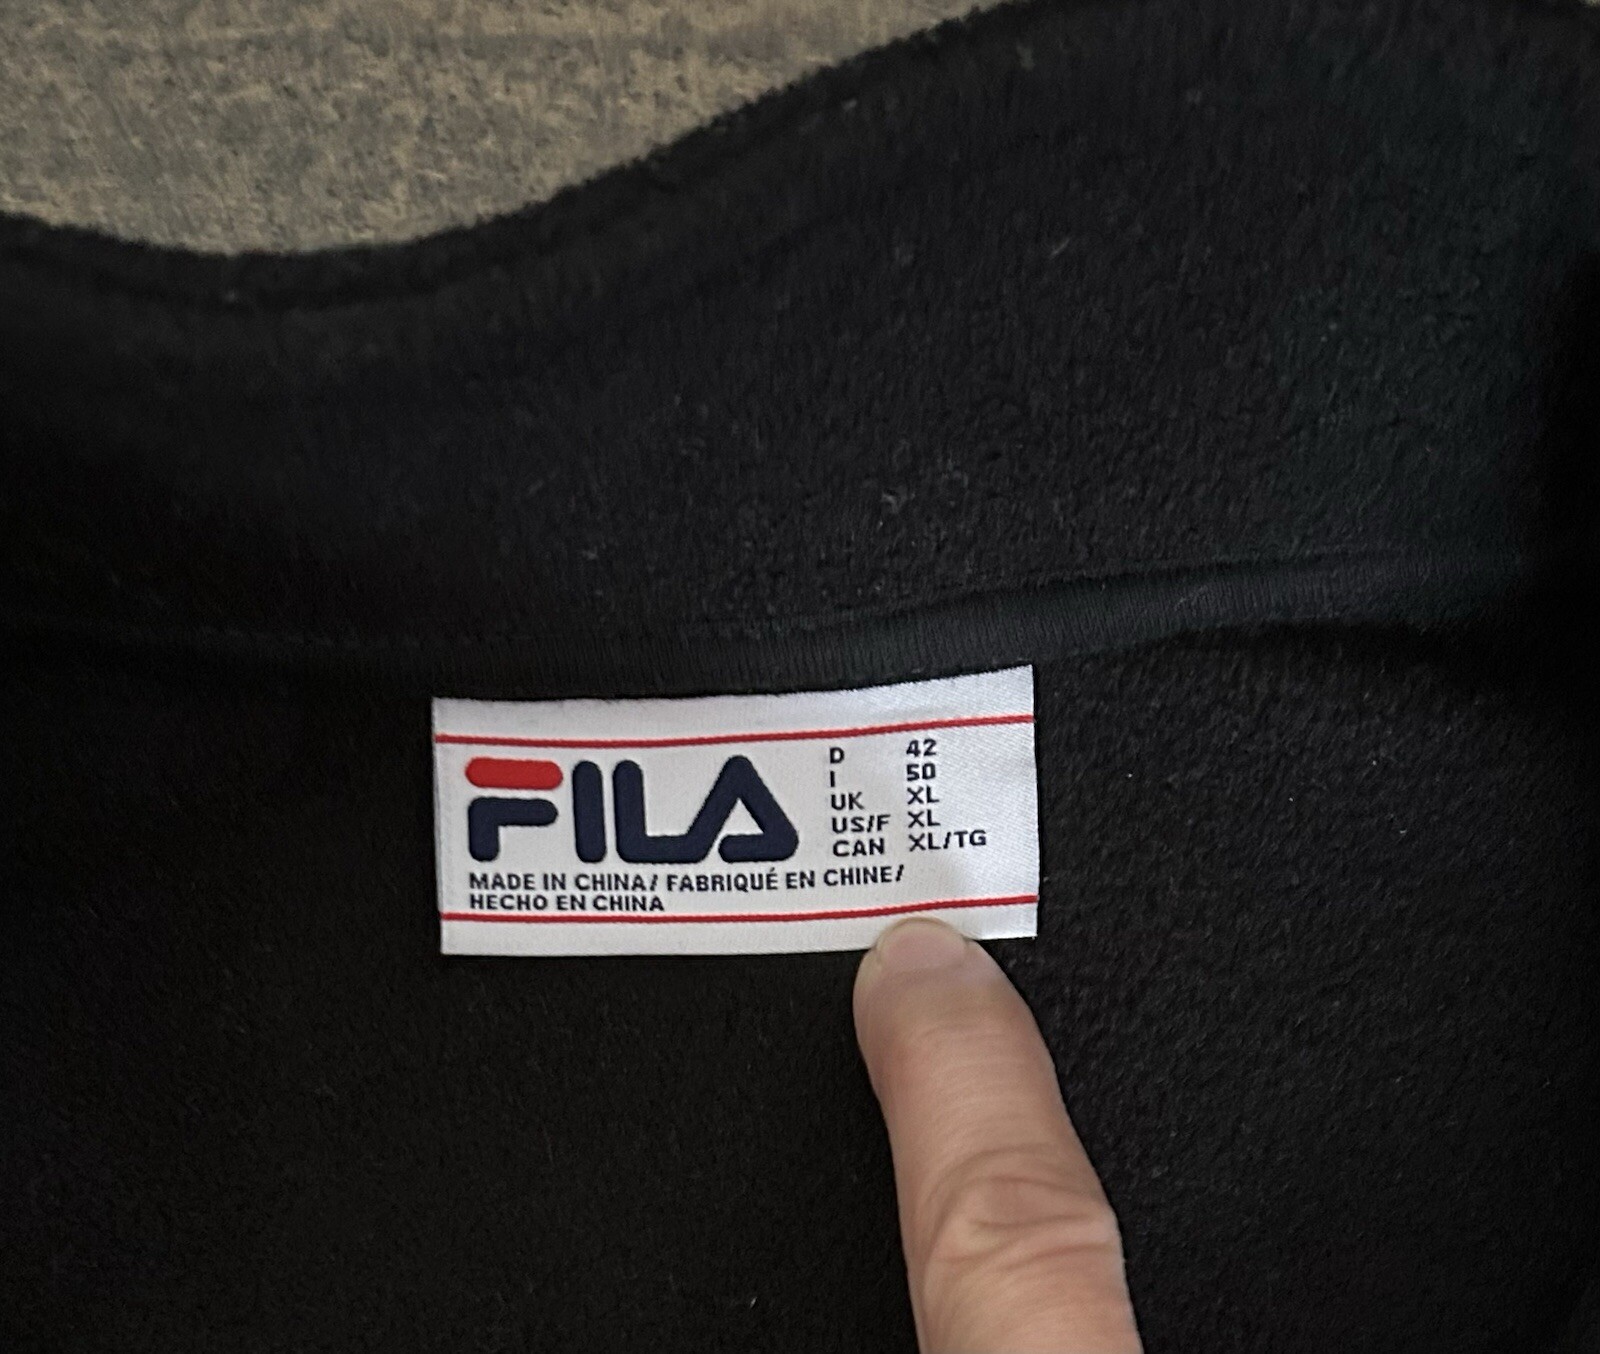 FILA
D 42
I 50
UK XL
US/F XL
CAN XL/TG
MADE IN CHINA/ FABRIQUÉ EN CHINE/
HECHO EN CHINA